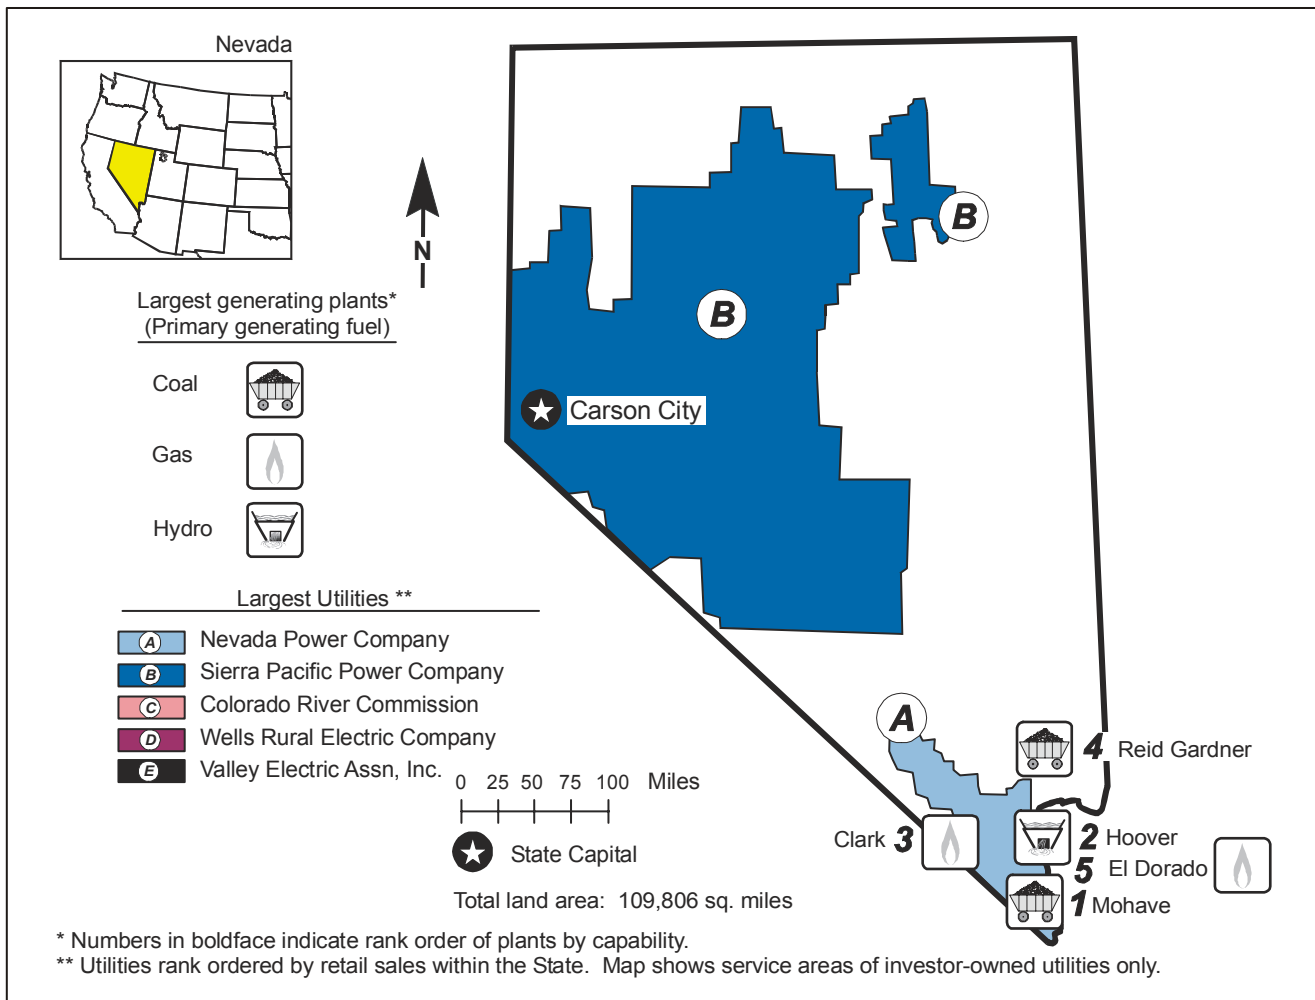 Nevada
N
Largest generating plants*
(Primary generating fuel)
Coal
Gas
Hydro
Largest Utilities **
A Nevada Power Company
B Sierra Pacific Power Company
C Colorado River Commission
D Wells Rural Electric Company
E Valley Electric Assn, Inc.
0 25 50 75 100 Miles
State Capital
Total land area: 109,806 sq. miles
B
B
Carson City
A
4 Reid Gardner
Clark 3
2 Hoover
5 El Dorado
1 Mohave
* Numbers in boldface indicate rank order of plants by capability.
** Utilities rank ordered by retail sales within the State. Map shows service areas of investor-owned utilities only.